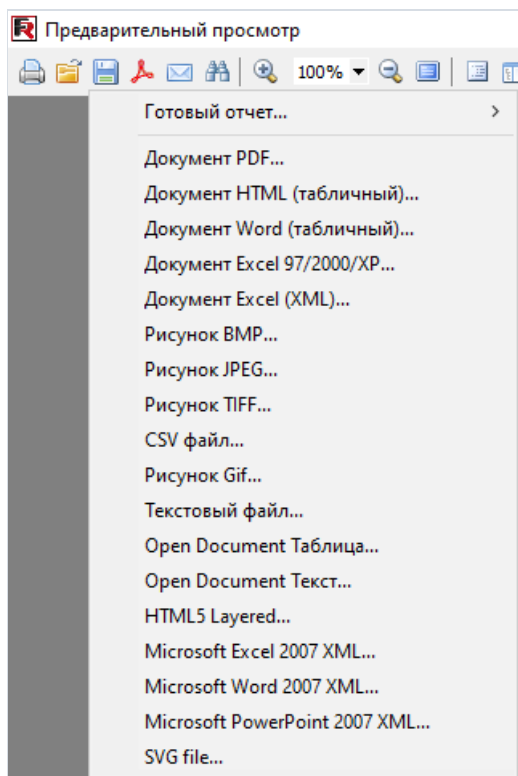 FR Предварительный просмотр
100%
Готовый отчет...
Документ PDF...
Документ HTML (табличный)...
Документ Word (табличный)...
Документ Excel 97/2000/XP...
Документ Excel (XML)...
Рисунок BMP...
Рисунок JPEG...
Рисунок TIFF...
CSV файл...
Рисунок Gif...
Текстовый файл...
Open Document Таблица...
Open Document Текст...
HTML5 Layered...
Microsoft Excel 2007 XML...
Microsoft Word 2007 XML...
Microsoft PowerPoint 2007 XML...
SVG file...